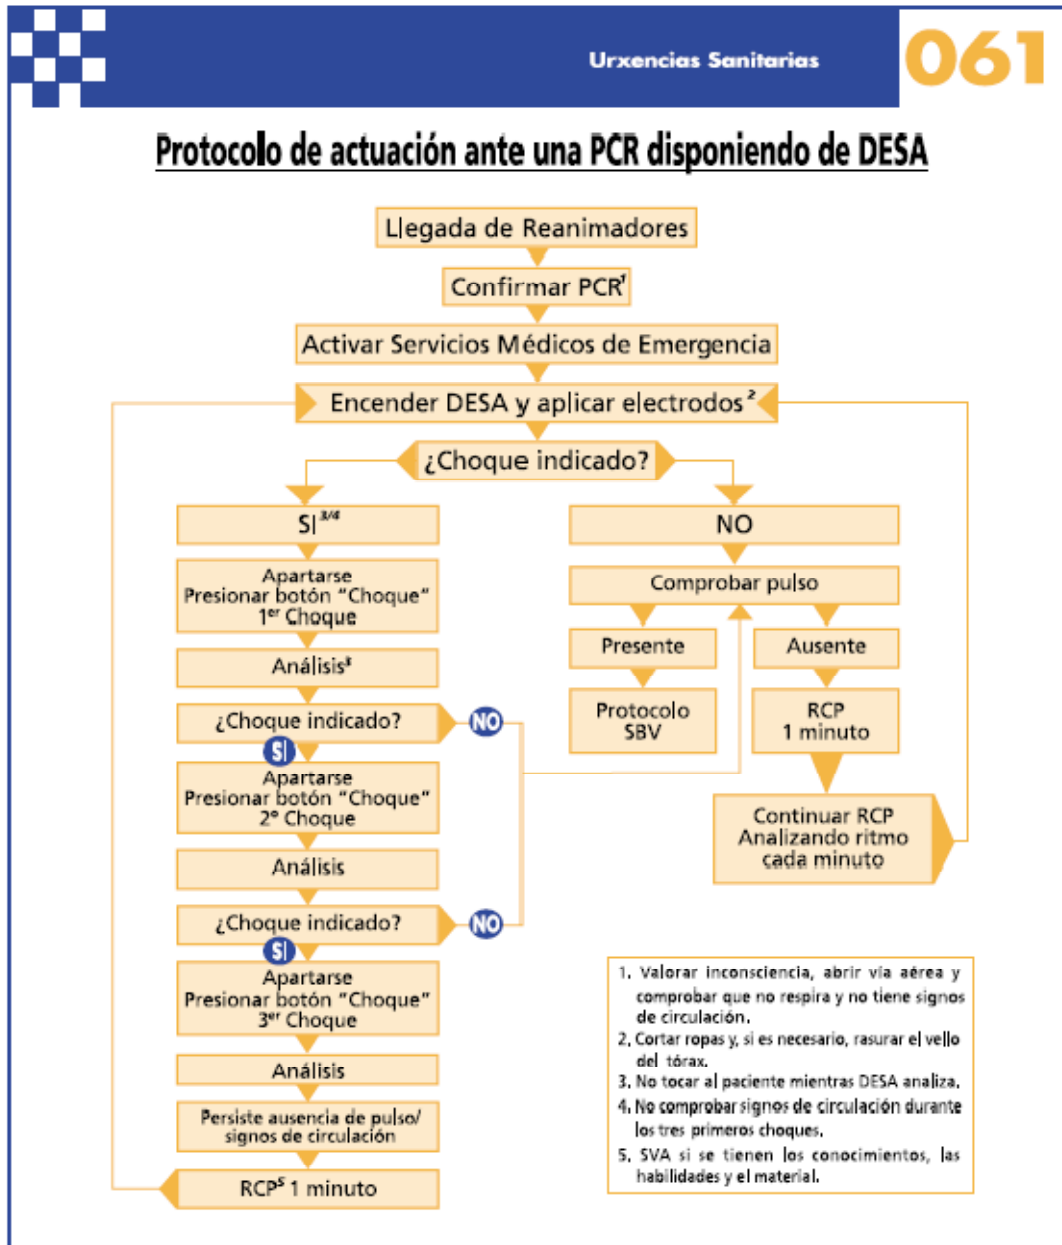 Urxencias Sanitarias
061
Protocolo de actuación ante una PCR disponiendo de DESA
Llegada de Reanimadores
Confirmar PCR¹
Activar Servicios Médicos de Emergencia
Encender DESA y aplicar electrodos²
¿Choque indicado?
SI ³/⁴
Apartarse
Presionar botón “Choque”
1er Choque
Análisis³
¿Choque indicado?
NO
SI
Apartarse
Presionar botón “Choque”
2º Choque
Análisis
¿Choque indicado?
NO
SI
Apartarse
Presionar botón “Choque”
3er Choque
Análisis
Persiste ausencia de pulso/
signos de circulación
RCP⁵ 1 minuto
NO
Comprobar pulso
Presente
Protocolo
SBV
Ausente
RCP
1 minuto
Continuar RCP
Analizando ritmo
cada minuto
1. Valorar inconsciencia, abrir vía aérea y
comprobar que no respira y no tiene signos
de circulación.
2. Cortar ropas y, si es necesario, rasurar el vello
del tórax.
3. No tocar al paciente mientras DESA analiza.
4. No comprobar signos de circulación durante
los tres primeros choques.
5. SVA si se tienen los conocimientos, las
habilidades y el material.